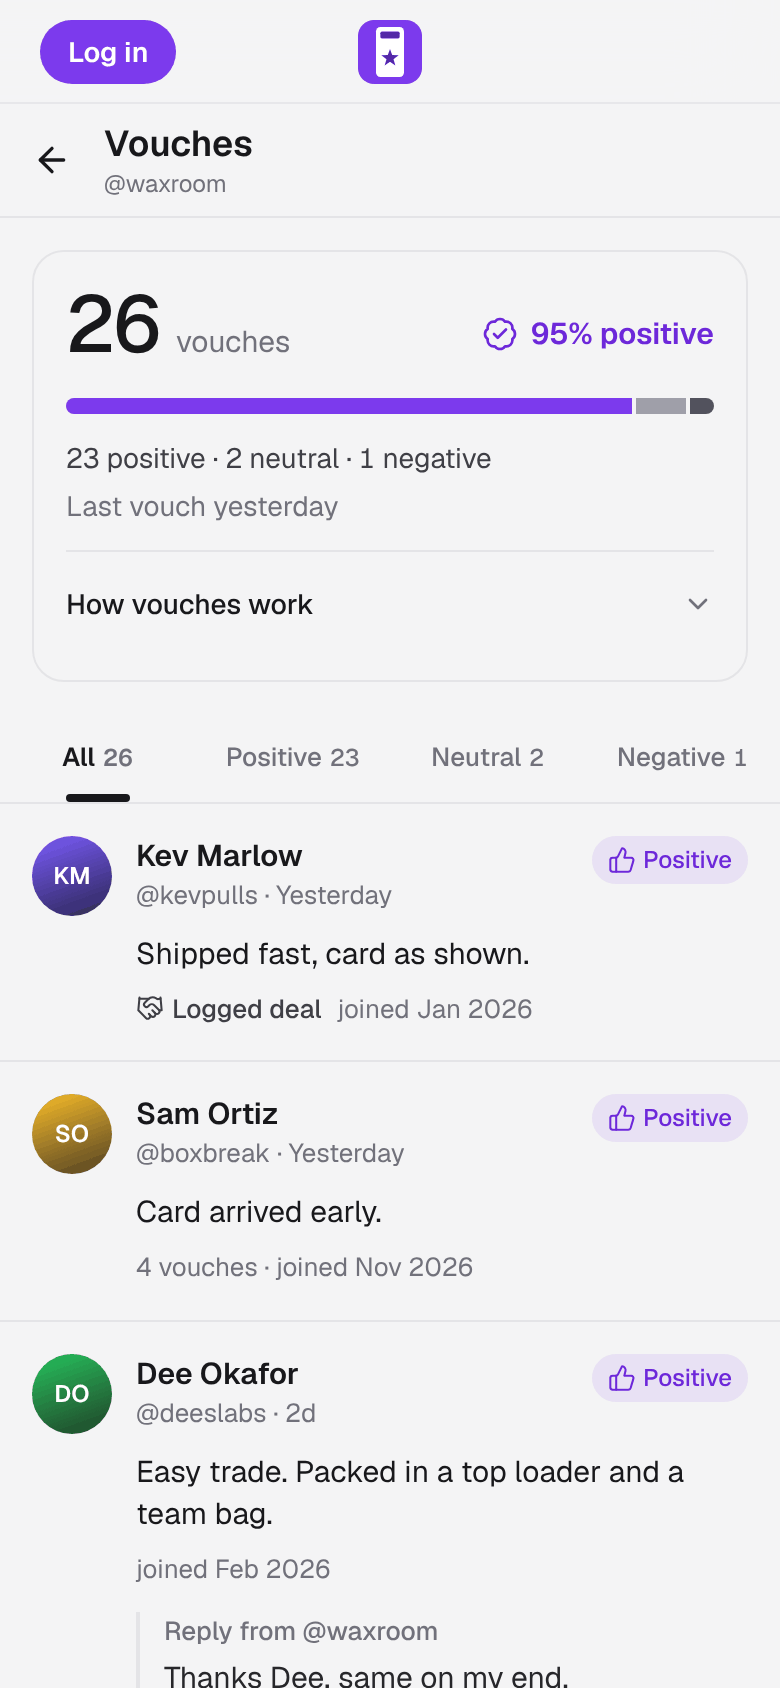 Log in
Vouches
@waxroom
26 vouches
95% positive
23 positive · 2 neutral · 1 negative
Last vouch yesterday
How vouches work
All 26 Positive 23 Neutral 2 Negative 1
KM
Kev Marlow
Positive
@kevpulls · Yesterday
Shipped fast, card as shown.
Logged deal joined Jan 2026
SO
Sam Ortiz
Positive
@boxbreak · Yesterday
Card arrived early.
4 vouches · joined Nov 2026
DO
Dee Okafor
Positive
@deeslabs · 2d
Easy trade. Packed in a top loader and a
team bag.
joined Feb 2026
Reply from @waxroom
Thanks Dee, same on my end.